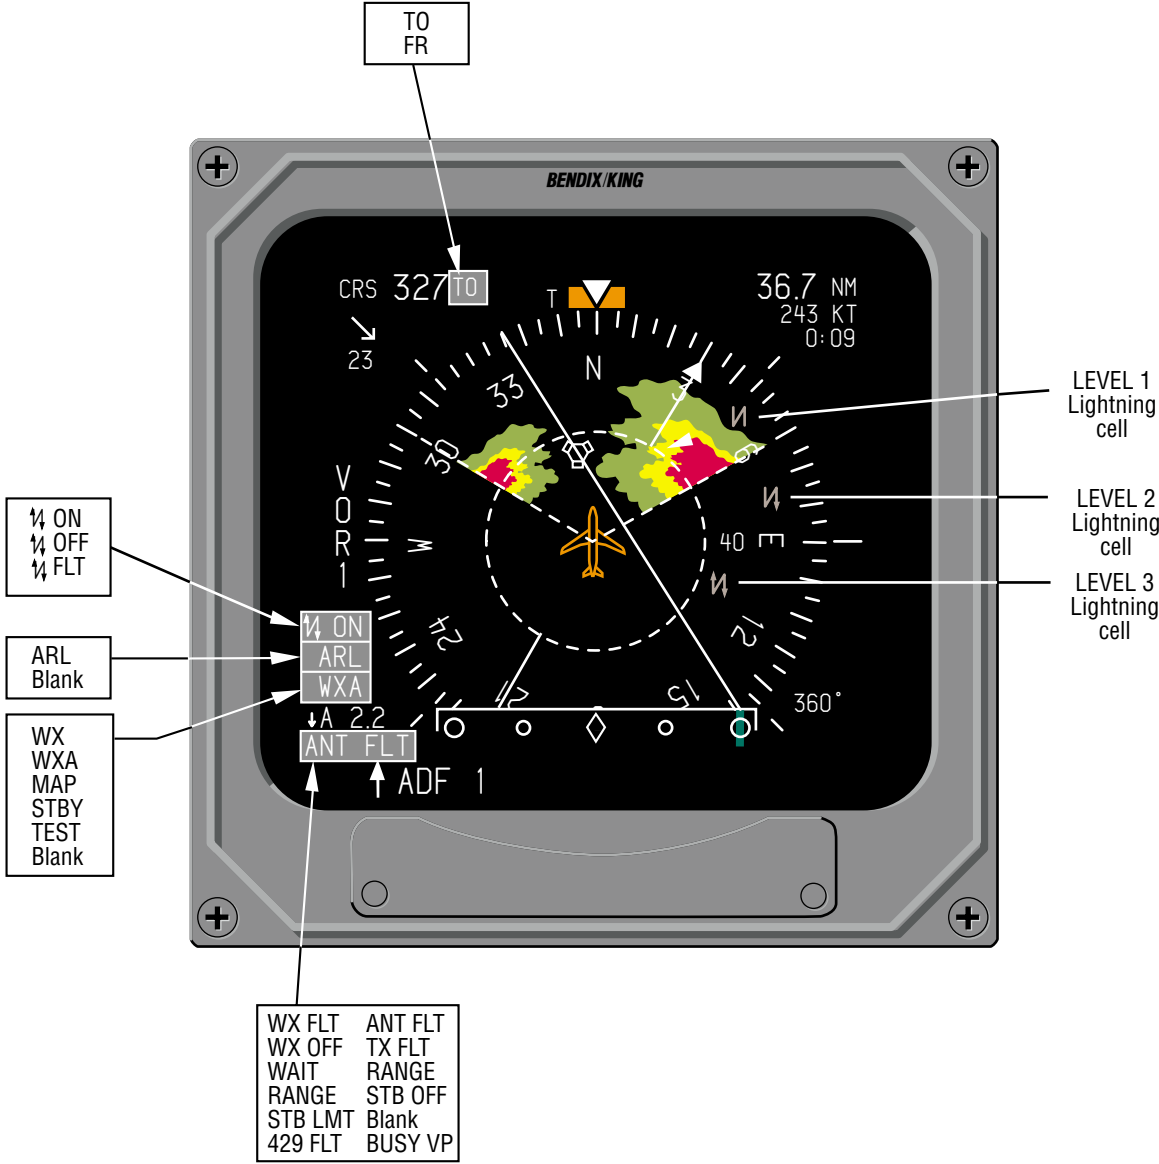 TO
FR
BENDIX/KING
CRS 327 TO
T
36.7 NM
243 KT
0:09
23
N
33
3
30
6
V
O
R
1
W
40
E
24
12
21
15
360°
ON
ARL
WXA
A 2.2
ANT FLT
ADF 1
ON
OFF
FLT
ARL
Blank
WX
WXA
MAP
STBY
TEST
Blank
LEVEL 1
Lightning
cell
LEVEL 2
Lightning
cell
LEVEL 3
Lightning
cell
WX FLT ANT FLT
WX OFF TX FLT
WAIT RANGE
RANGE STB OFF
STB LMT Blank
429 FLT BUSY VP